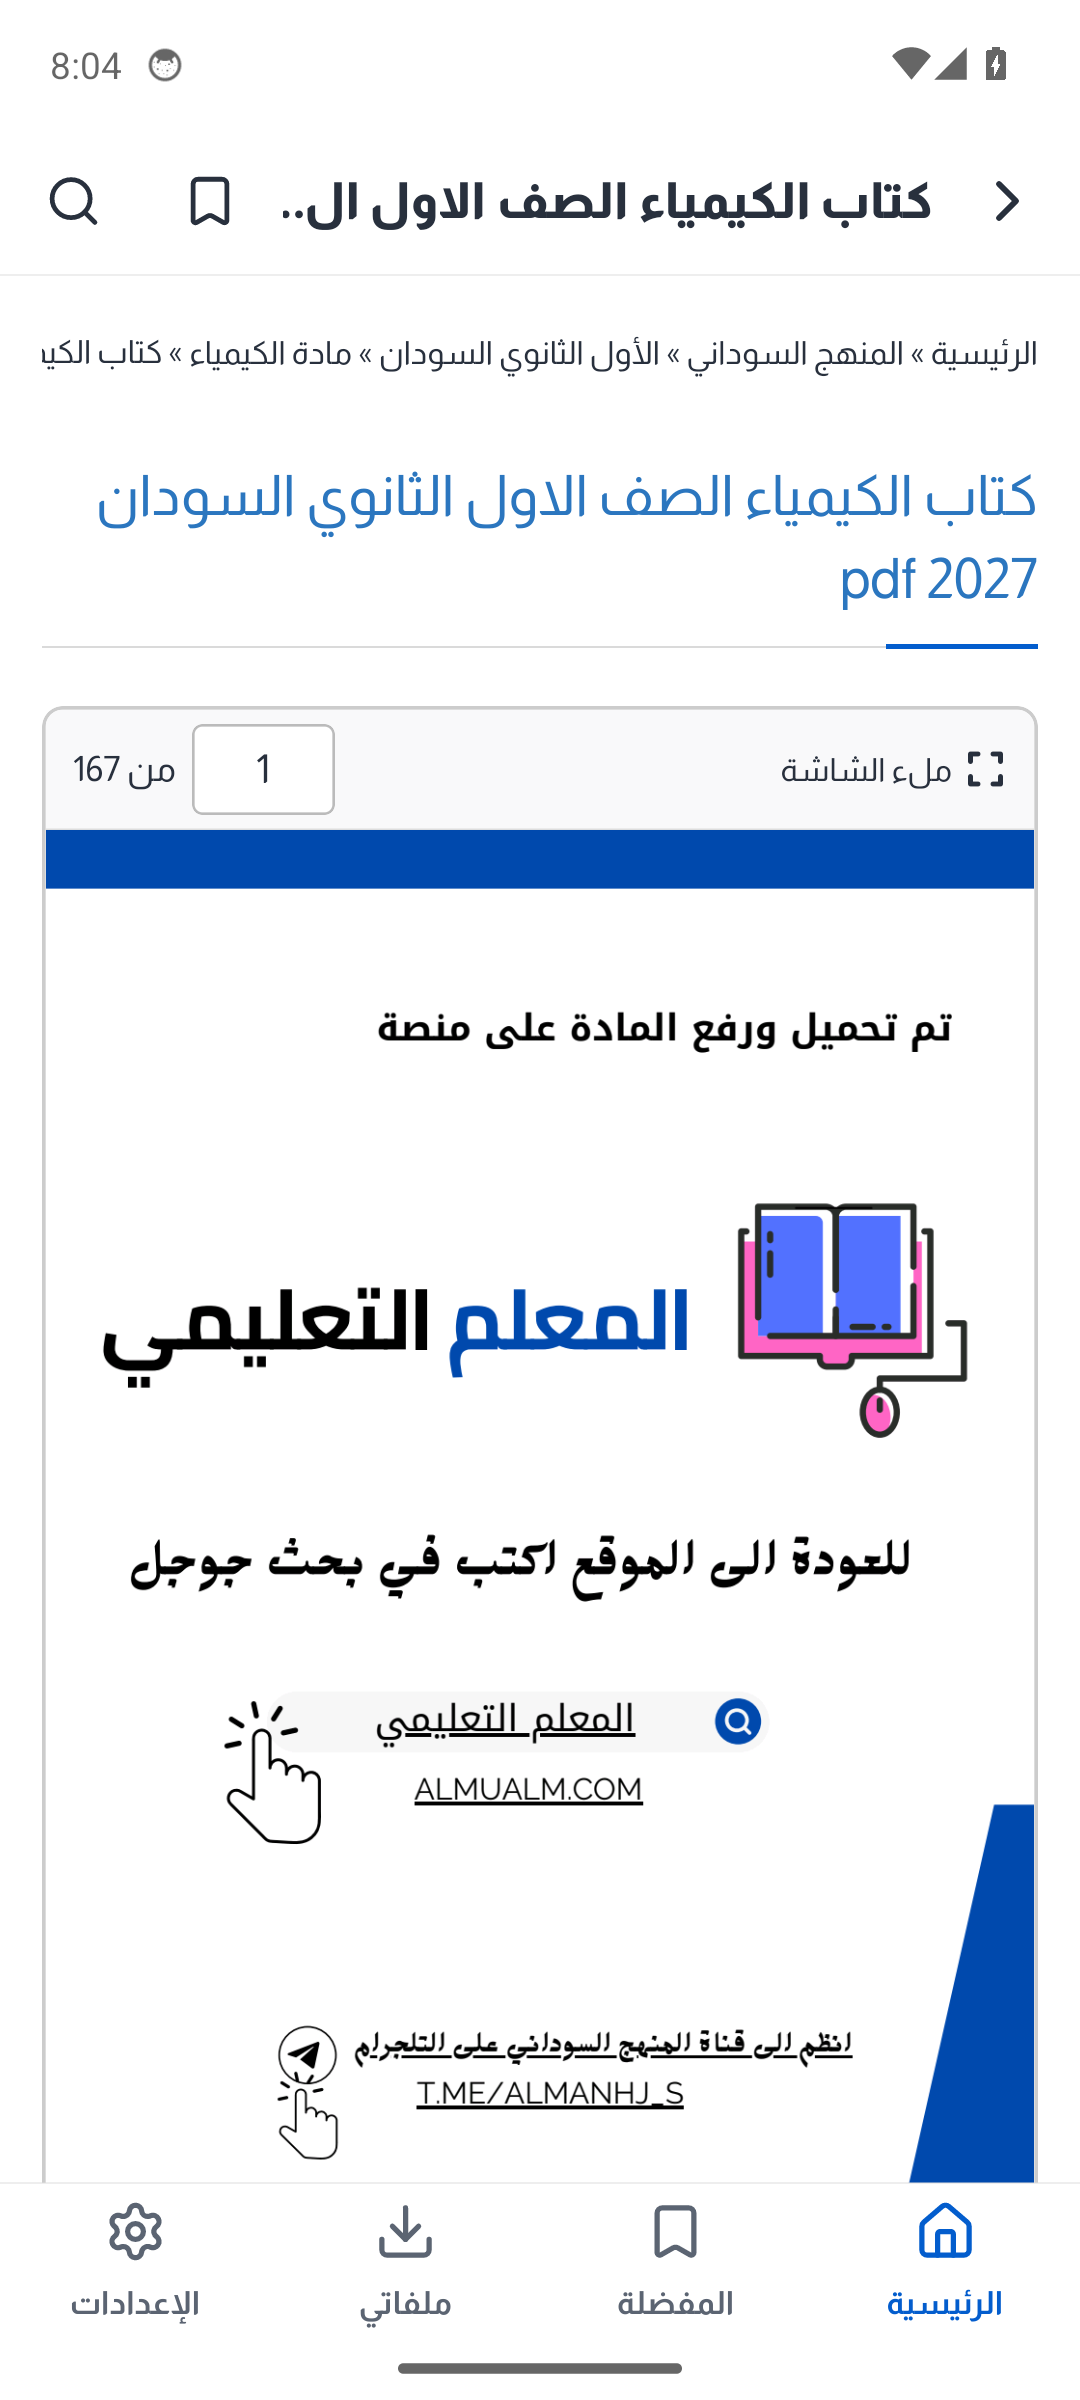 8:04
كتاب الكيمياء الصف الاول ال..
الرئيسية » المنهج السوداني » الأول الثانوي السودان » مادة الكيمياء » كتاب الكيم
كتاب الكيمياء الصف الاول الثانوي السودان
pdf 2027
ملء الشاشة
1 من 167
تم تحميل ورفع المادة على منصة
المعلم التعليمي
للعودة الى الموقع اكتب في بحث جوجل
المعلم التعليمي
ALMUALM.COM
انظم الى قناة المنهج السوداني على التلجرام
T.ME/ALMANHJ_S
الرئيسية
المفضلة
ملفاتي
الإعدادات